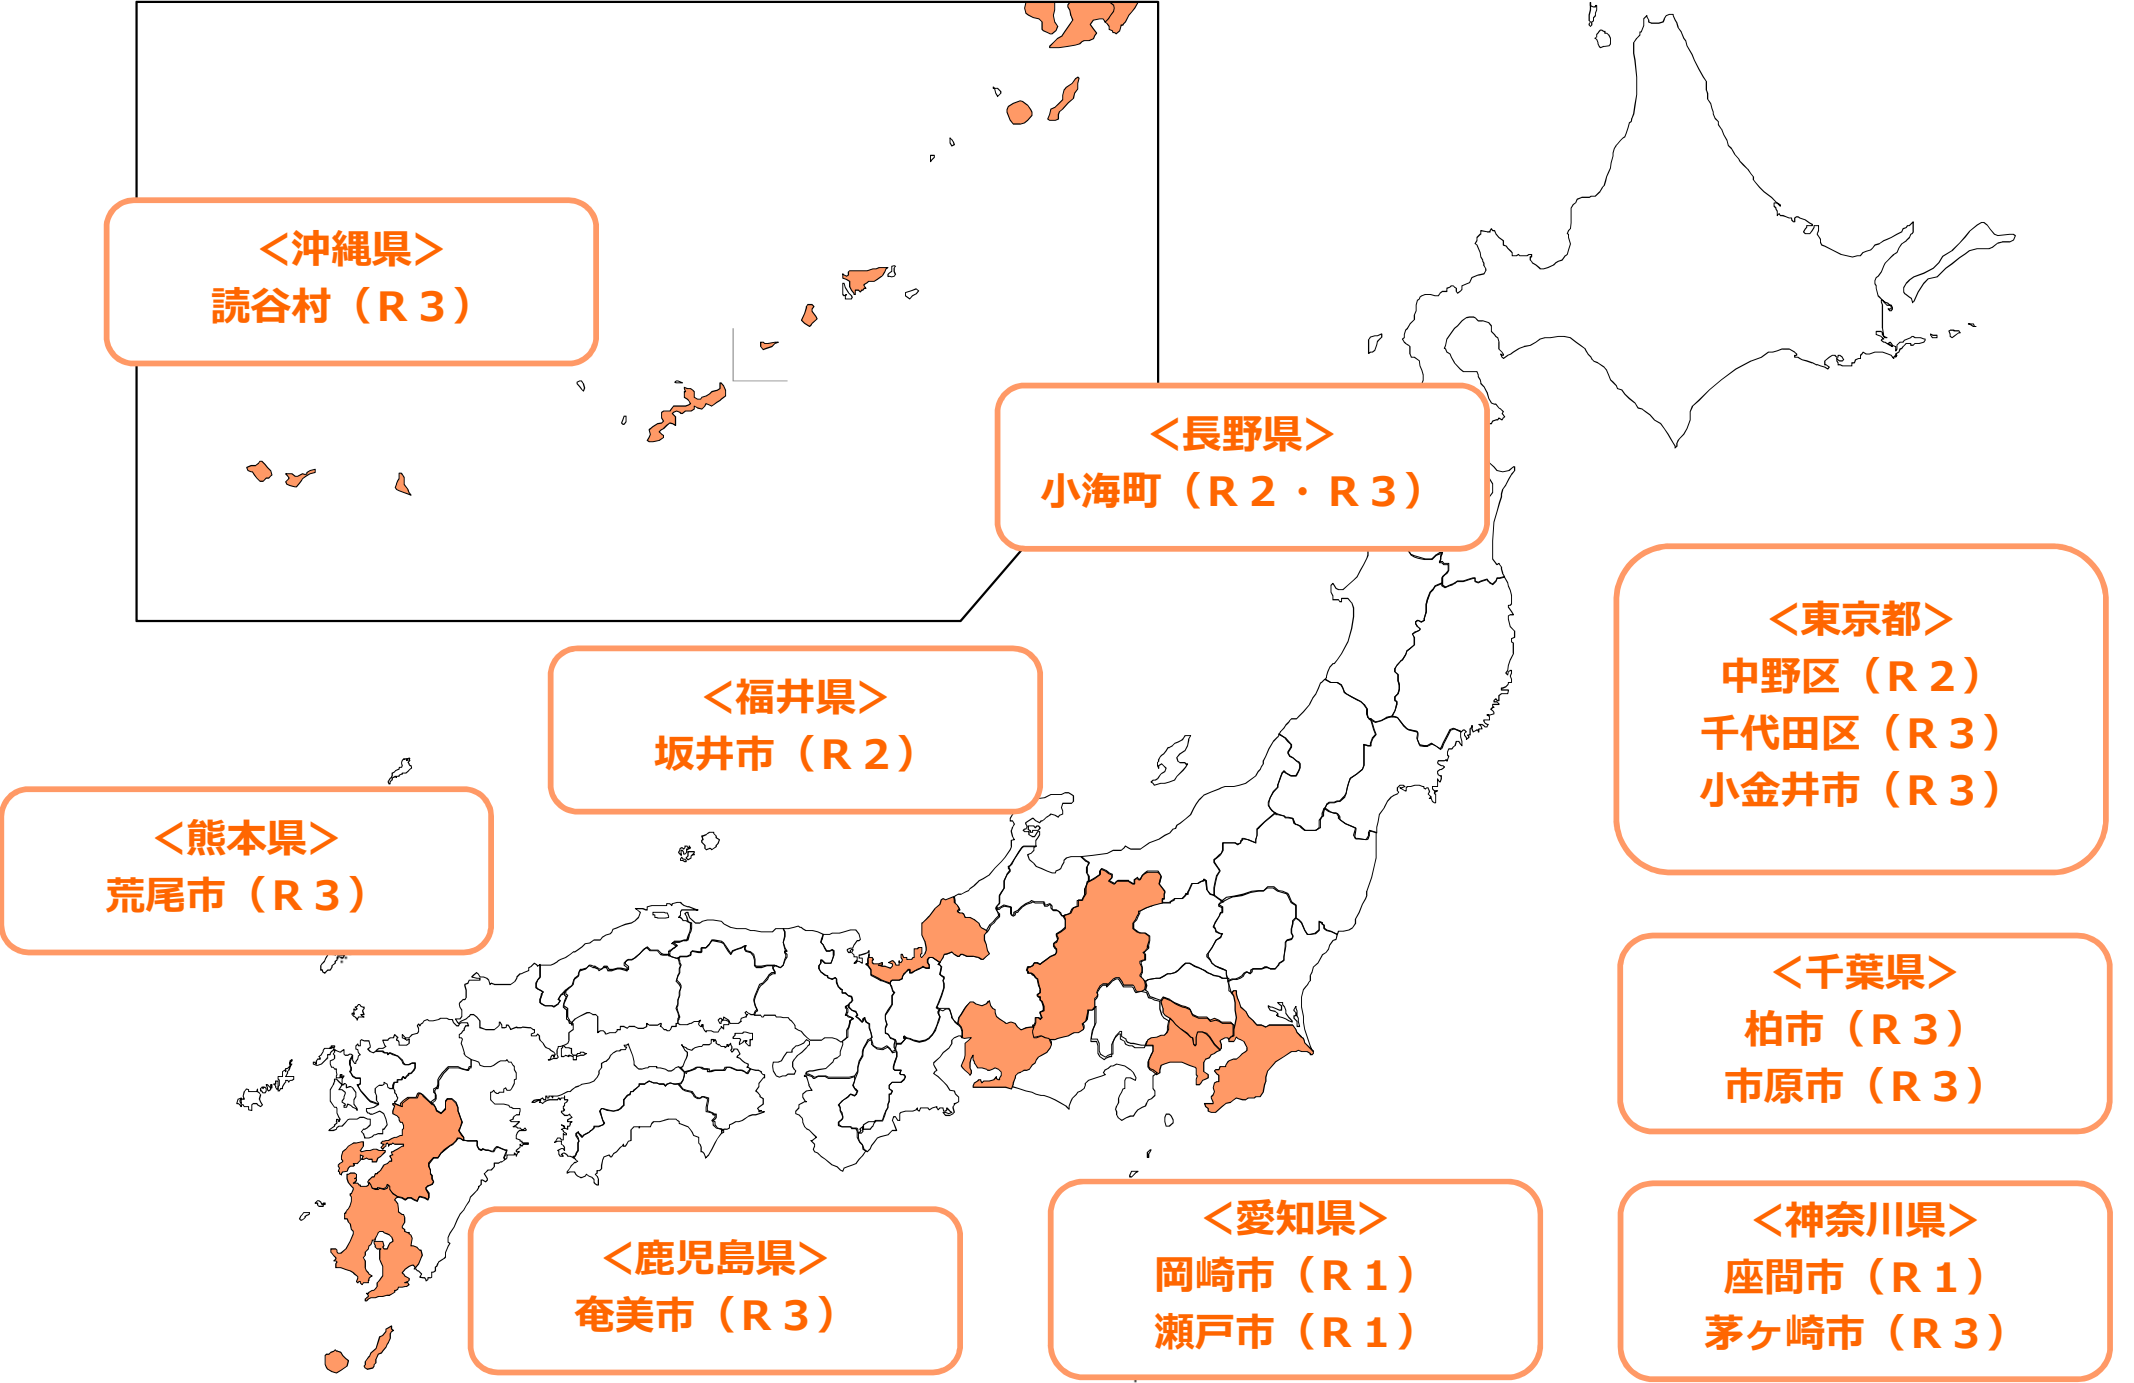 ＜沖縄県＞
読谷村（Ｒ３）
＜長野県＞
小海町（Ｒ２・Ｒ３）
＜東京都＞
中野区（Ｒ２）
千代田区（Ｒ３）
小金井市（Ｒ３）
＜福井県＞
坂井市（Ｒ２）
＜熊本県＞
荒尾市（Ｒ３）
＜千葉県＞
柏市（Ｒ３）
市原市（Ｒ３）
＜鹿児島県＞
奄美市（Ｒ３）
＜愛知県＞
岡崎市（Ｒ１）
瀬戸市（Ｒ１）
＜神奈川県＞
座間市（Ｒ１）
茅ヶ崎市（Ｒ３）